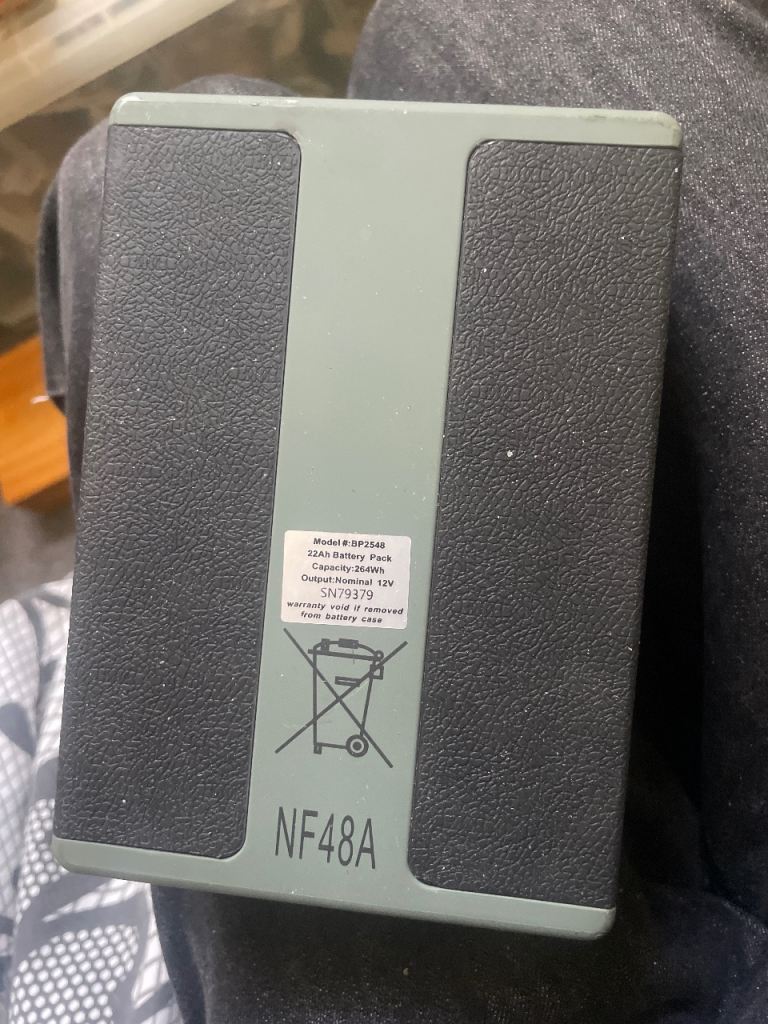 Model #:BP2548
22Ah Battery Pack
Capacity:264Wh
Output:Nominal 12V
SN79379
warranty void if removed
from battery case
NF48A